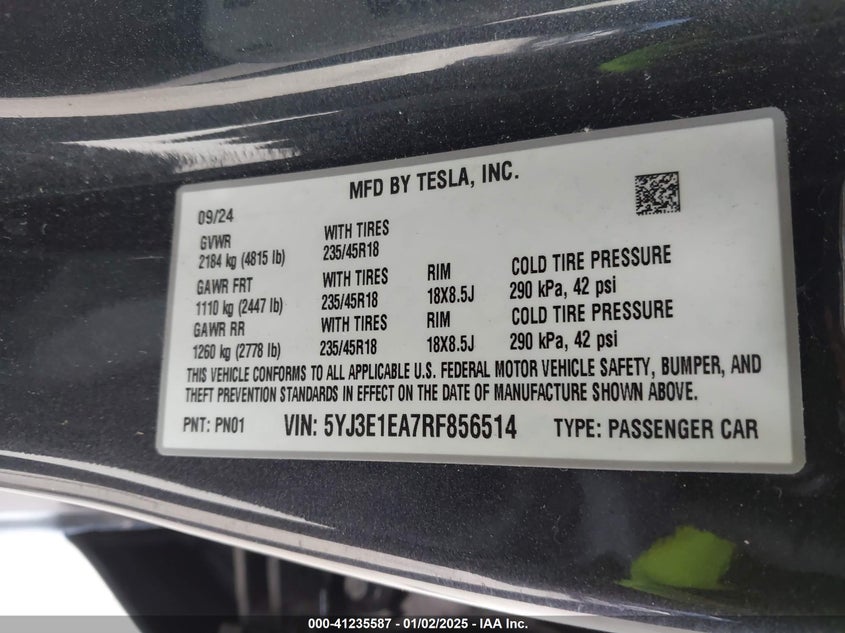 MFD BY TESLA, INC.
09/24
GVWR WITH TIRES
2184 kg (4815 lb) 235/45R18
GAWR FRT WITH TIRES RIM COLD TIRE PRESSURE
1110 kg (2447 lb) 235/45R18 18X8.5J 290 kPa, 42 psi
GAWR RR WITH TIRES RIM COLD TIRE PRESSURE
1260 kg (2778 lb) 235/45R18 18X8.5J 290 kPa, 42 psi
THIS VEHICLE CONFORMS TO ALL APPLICABLE U.S. FEDERAL MOTOR VEHICLE SAFETY, BUMPER, AND
THEFT PREVENTION STANDARDS IN EFFECT ON THE DATE OF MANUFACTURE SHOWN ABOVE.
PNT: PN01 VIN: 5YJ3E1EA7RF856514 TYPE: PASSENGER CAR
000-41235587 - 01/02/2025 - IAA Inc.